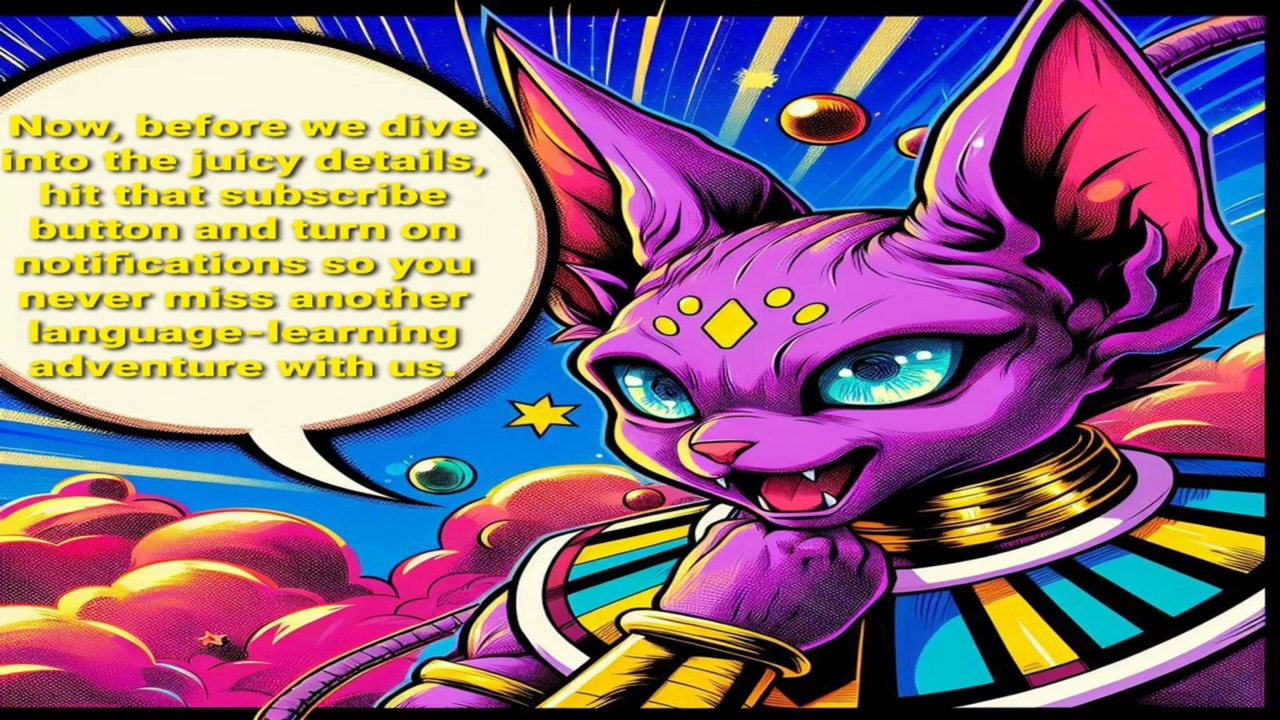 Now, before we dive
into the juicy details,
hit that subscribe
button and turn on
notifications so you
never miss another
language-learning
adventure with us.